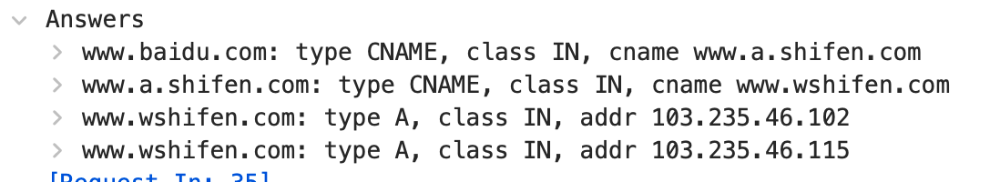 Answers
www.baidu.com: type CNAME, class IN, cname www.a.shifen.com
www.a.shifen.com: type CNAME, class IN, cname www.wshifen.com
www.wshifen.com: type A, class IN, addr 103.235.46.102
www.wshifen.com: type A, class IN, addr 103.235.46.115
[Request In: 35]